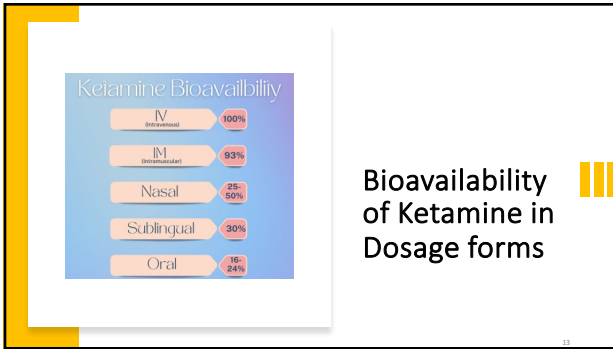 Ketamine Bioavailbiliiy
IV
(Intravenous)
100%
IM
(Intramuscular)
93%
Nasal
25-
50%
Sublingual
30%
Oral
16-
24%
Bioavailability
of Ketamine in
Dosage forms
13